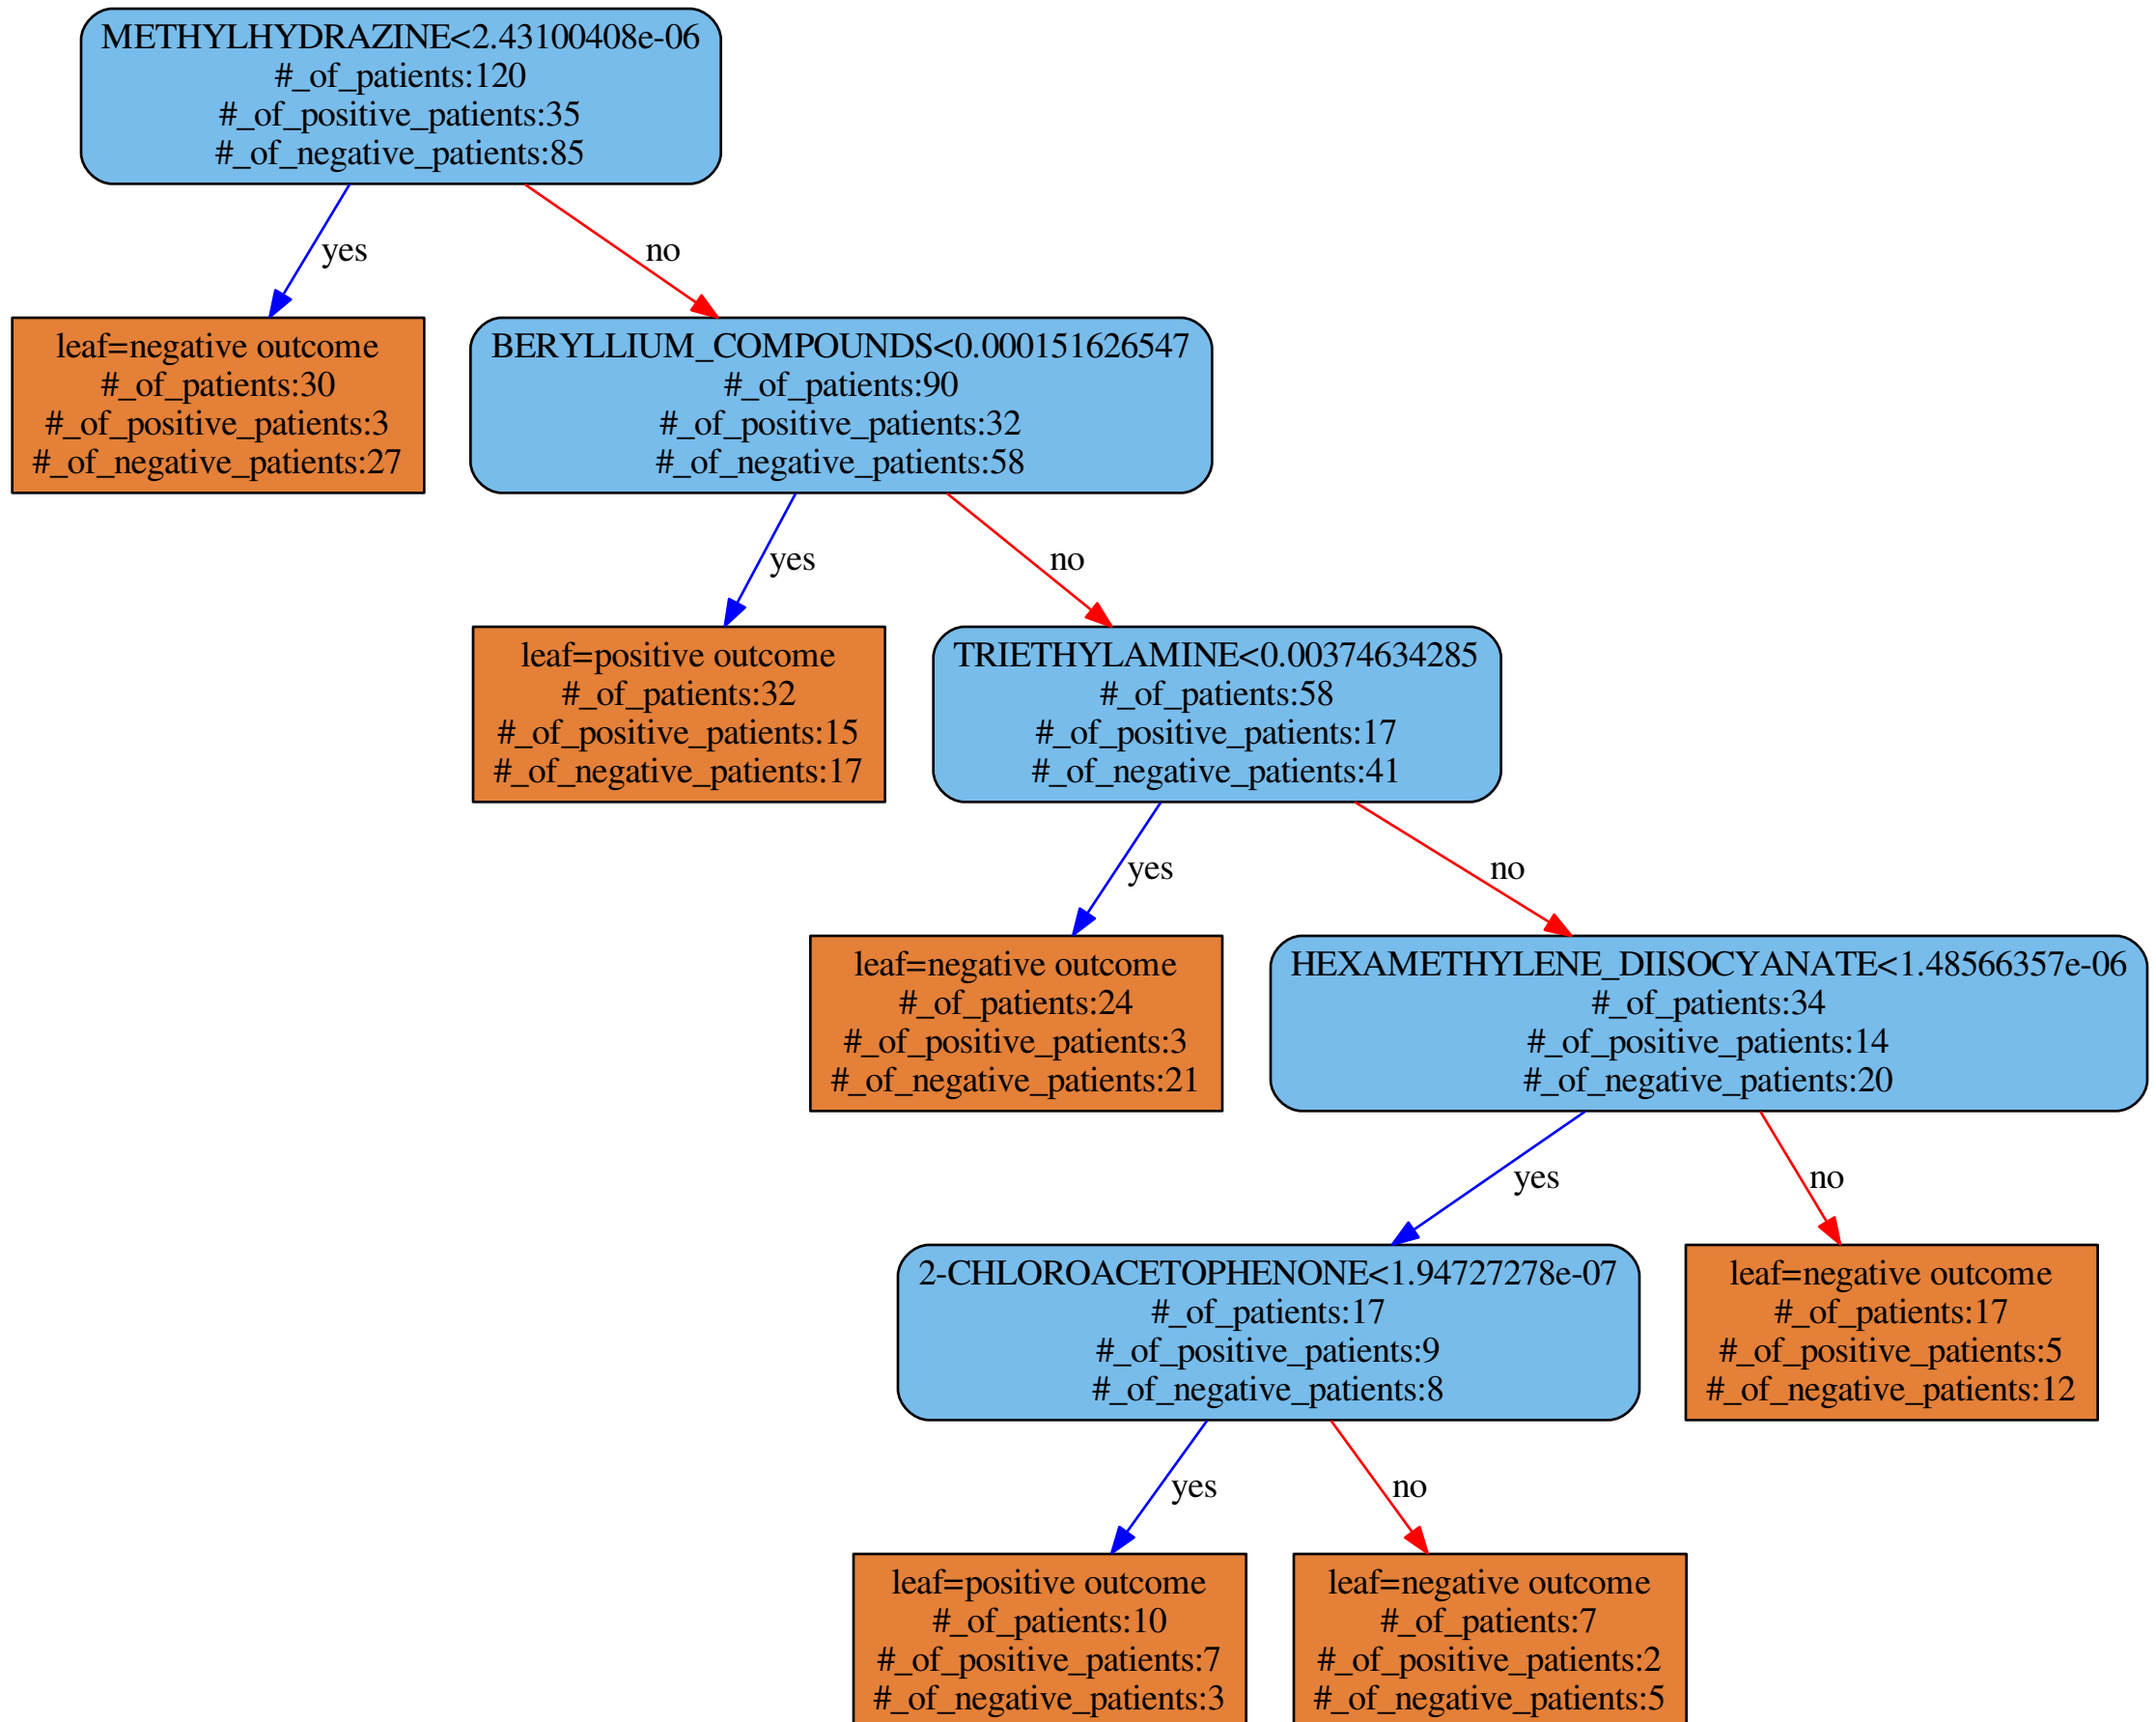 METHYLHYDRAZINE<2.43100408e-06
#_of_patients:120
#_of_positive_patients:35
#_of_negative_patients:85
yes
no
leaf=negative outcome
#_of_patients:30
#_of_positive_patients:3
#_of_negative_patients:27
BERYLLIUM_COMPOUNDS<0.000151626547
#_of_patients:90
#_of_positive_patients:32
#_of_negative_patients:58
yes
no
leaf=positive outcome
#_of_patients:32
#_of_positive_patients:15
#_of_negative_patients:17
TRIETHYLAMINE<0.00374634285
#_of_patients:58
#_of_positive_patients:17
#_of_negative_patients:41
yes
no
leaf=negative outcome
#_of_patients:24
#_of_positive_patients:3
#_of_negative_patients:21
HEXAMETHYLENE_DIISOCYANATE<1.48566357e-06
#_of_patients:34
#_of_positive_patients:14
#_of_negative_patients:20
yes
no
2-CHLOROACETOPHENONE<1.94727278e-07
#_of_patients:17
#_of_positive_patients:9
#_of_negative_patients:8
leaf=negative outcome
#_of_patients:17
#_of_positive_patients:5
#_of_negative_patients:12
yes
no
leaf=positive outcome
#_of_patients:10
#_of_positive_patients:7
#_of_negative_patients:3
leaf=negative outcome
#_of_patients:7
#_of_positive_patients:2
#_of_negative_patients:5